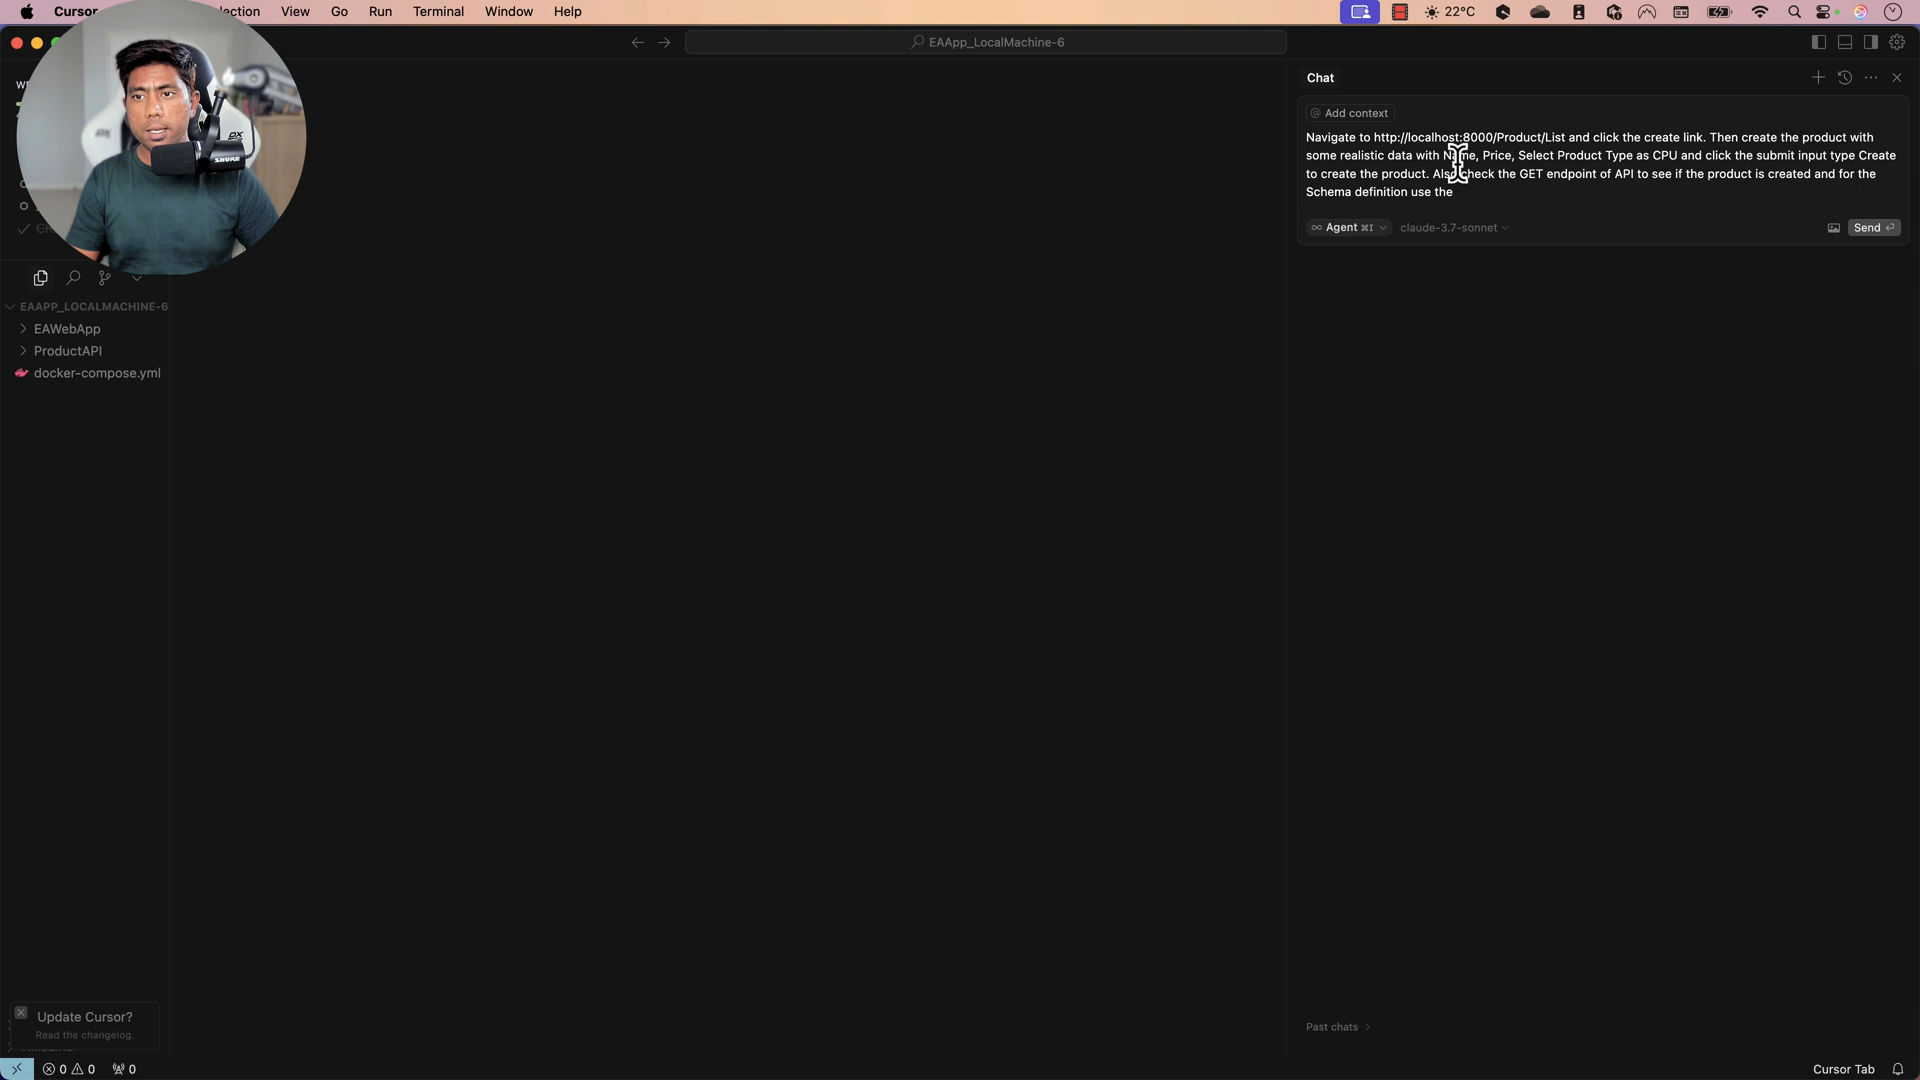 Cursor
ection
View
Go
Run
Terminal
Window
Help
22°C
EAApp_LocalMachine-6
DX
SHURE
EAAPP_LOCALMACHINE-6
EAWebApp
ProductAPI
docker-compose.yml
Update Cursor?
Read the changelog.
0
0
0
Chat
@ Add context
Navigate to http://localhost:8000/Product/List and click the create link. Then create the product with
some realistic data with Name, Price, Select Product Type as CPU and click the submit input type Create
to create the product. Also check the GET endpoint of API to see if the product is created and for the
Schema definition use the
Agent ⌘I
claude-3.7-sonnet
Send
Past chats
Cursor Tab